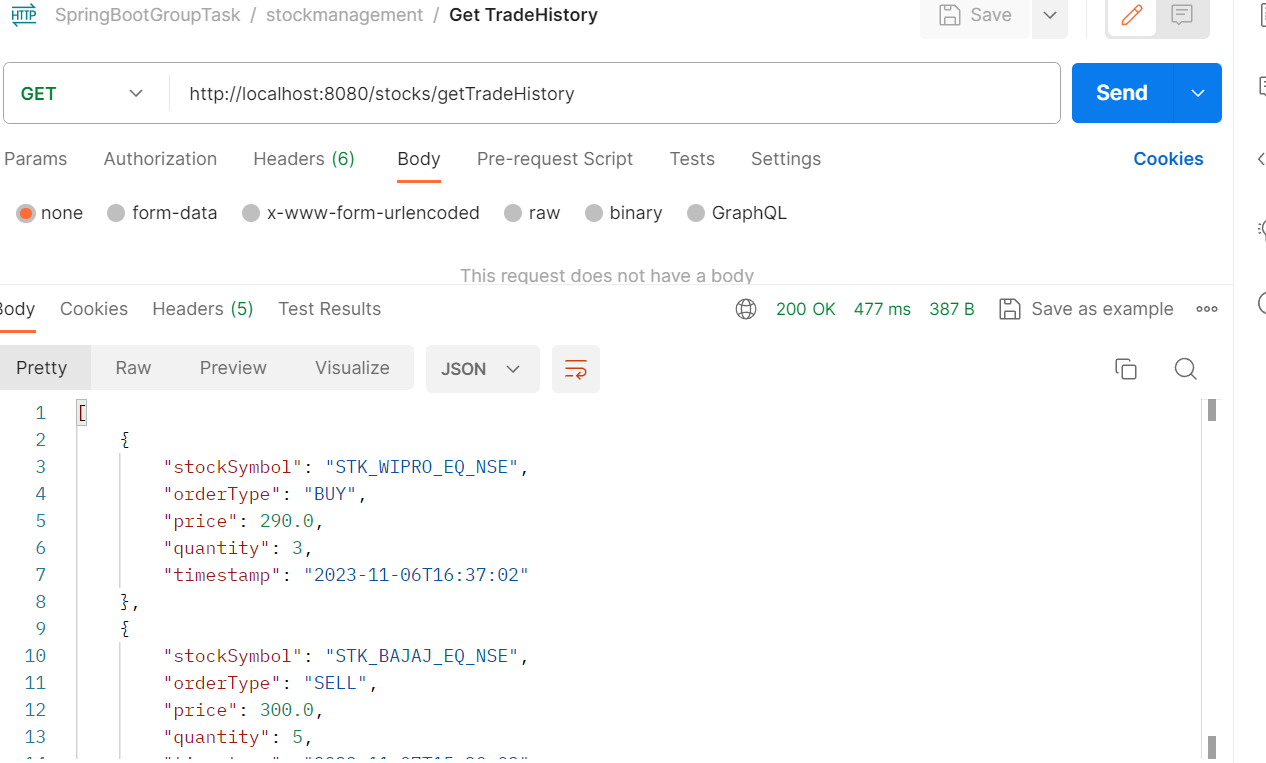 HTTP SpringBootGroupTask / stockmanagement / Get TradeHistory Save
GET http://localhost:8080/stocks/getTradeHistory Send
Params Authorization Headers (6) Body Pre-request Script Tests Settings Cookies
none form-data x-www-form-urlencoded raw binary GraphQL
This request does not have a body
Body Cookies Headers (5) Test Results 200 OK 477 ms 387 B Save as example
Pretty Raw Preview Visualize JSON
1 [
2 {
3 "stockSymbol": "STK_WIPRO_EQ_NSE",
4 "orderType": "BUY",
5 "price": 290.0,
6 "quantity": 3,
7 "timestamp": "2023-11-06T16:37:02"
8 },
9 {
10 "stockSymbol": "STK_BAJAJ_EQ_NSE",
11 "orderType": "SELL",
12 "price": 300.0,
13 "quantity": 5,